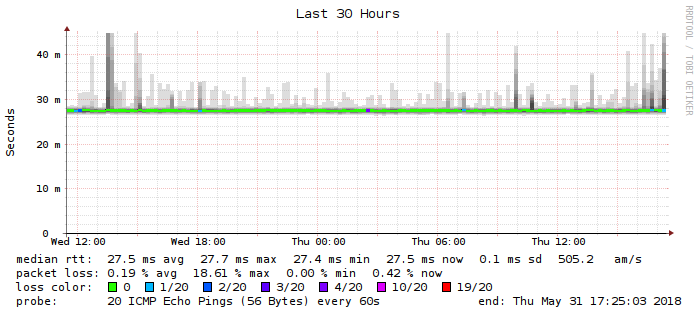 Last 30 Hours
RRDTOOL / TOBI OETIKER
Seconds
40 m
30 m
20 m
10 m
0
Wed 12:00 Wed 18:00 Thu 00:00 Thu 06:00 Thu 12:00
median rtt: 27.5 ms avg 27.7 ms max 27.4 ms min 27.5 ms now 0.1 ms sd 505.2 am/s
packet loss: 0.19 % avg 18.61 % max 0.00 % min 0.42 % now
loss color: 0 1/20 2/20 3/20 4/20 10/20 19/20
probe: 20 ICMP Echo Pings (56 Bytes) every 60s end: Thu May 31 17:25:03 2018